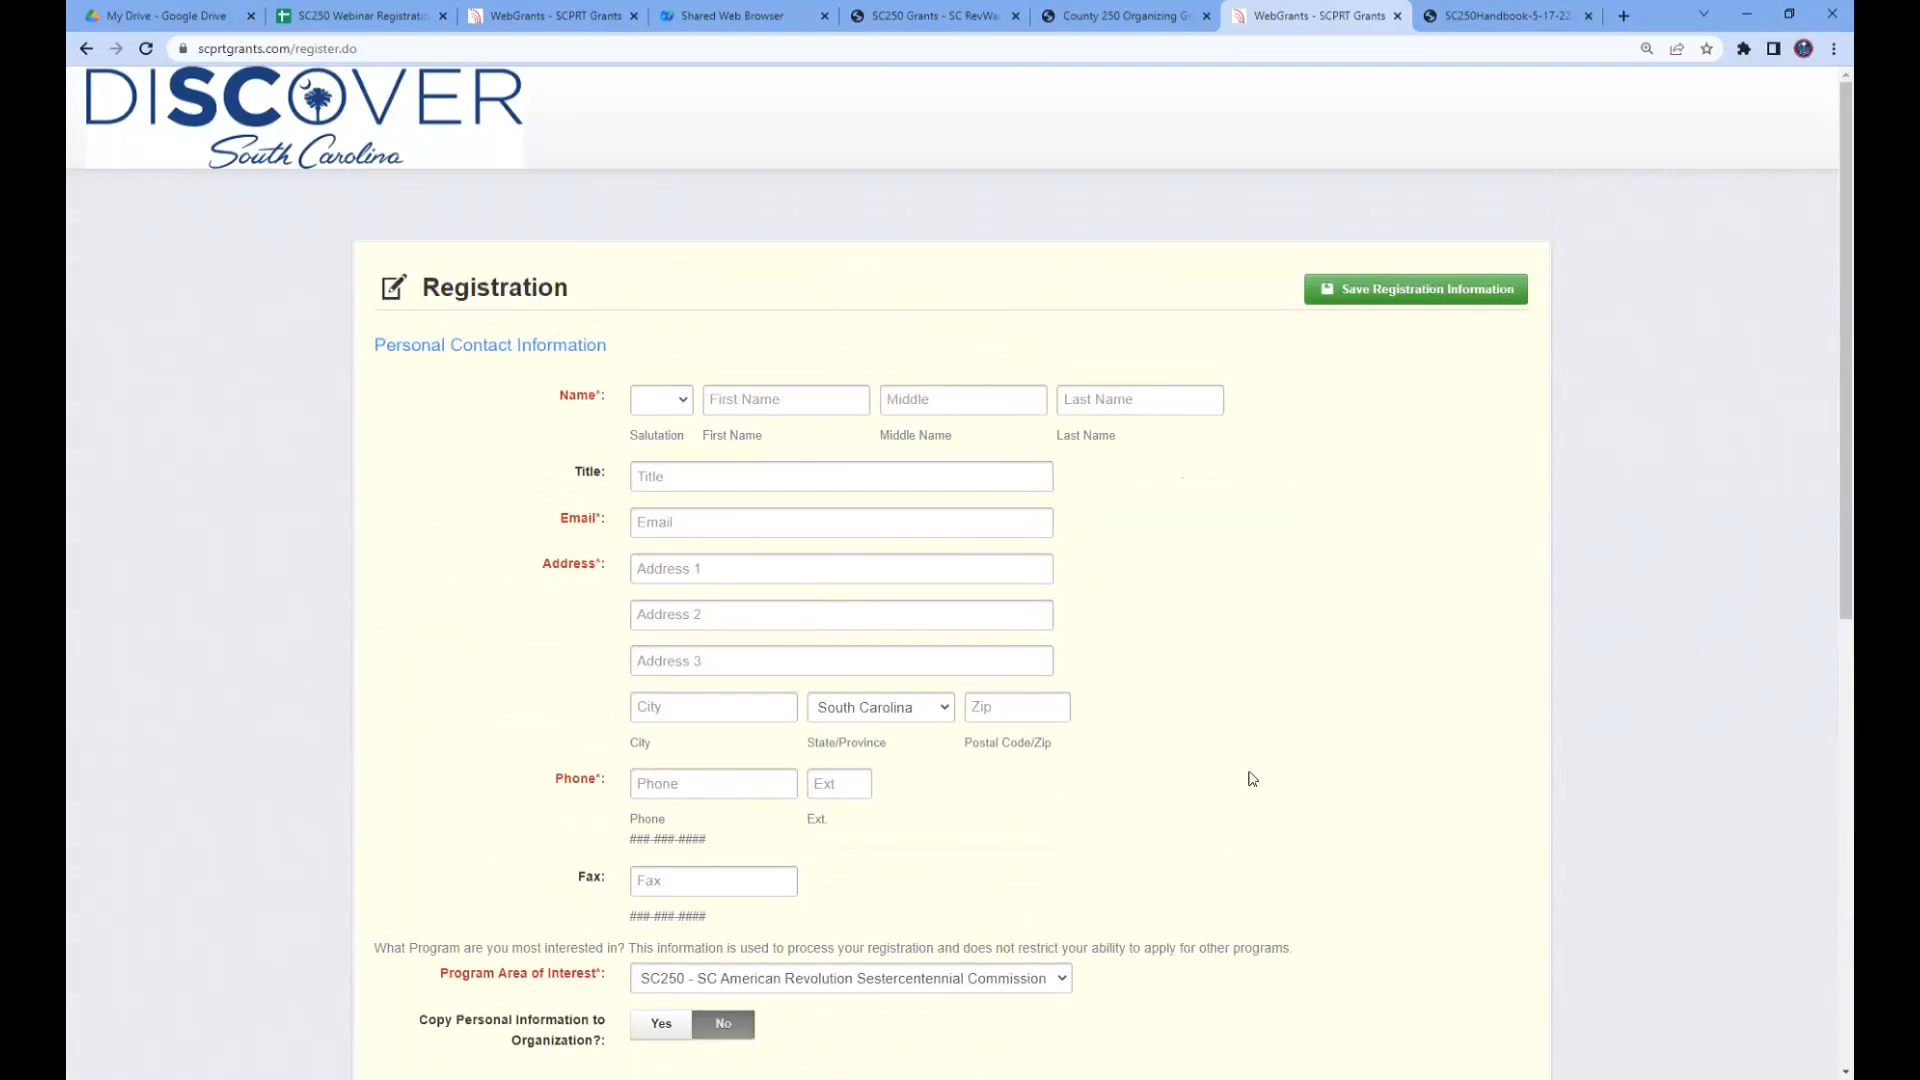 My Drive - Google Drive
SC250 Webinar Registratio
WebGrants - SCPRT Grants
Shared Web Browser
SC250 Grants - SC RevWa
County 250 Organizing G
WebGrants - SCPRT Grants
SC250Handbook-5-17-22
scprtgrants.com/register.do
DISCOVER
South Carolina
Registration
Save Registration Information
Personal Contact Information
Name*:
First Name
Middle
Last Name
Salutation
First Name
Middle Name
Last Name
Title:
Title
Email*:
Email
Address*:
Address 1
Address 2
Address 3
City
South Carolina
Zip
City
State/Province
Postal Code/Zip
Phone*:
Phone
Ext
Phone
Ext.
###-###-####
Fax:
Fax
###-###-####
What Program are you most interested in? This information is used to process your registration and does not restrict your ability to apply for other programs.
Program Area of Interest*:
SC250 - SC American Revolution Sestercentennial Commission
Copy Personal Information to
Organization?:
Yes
No